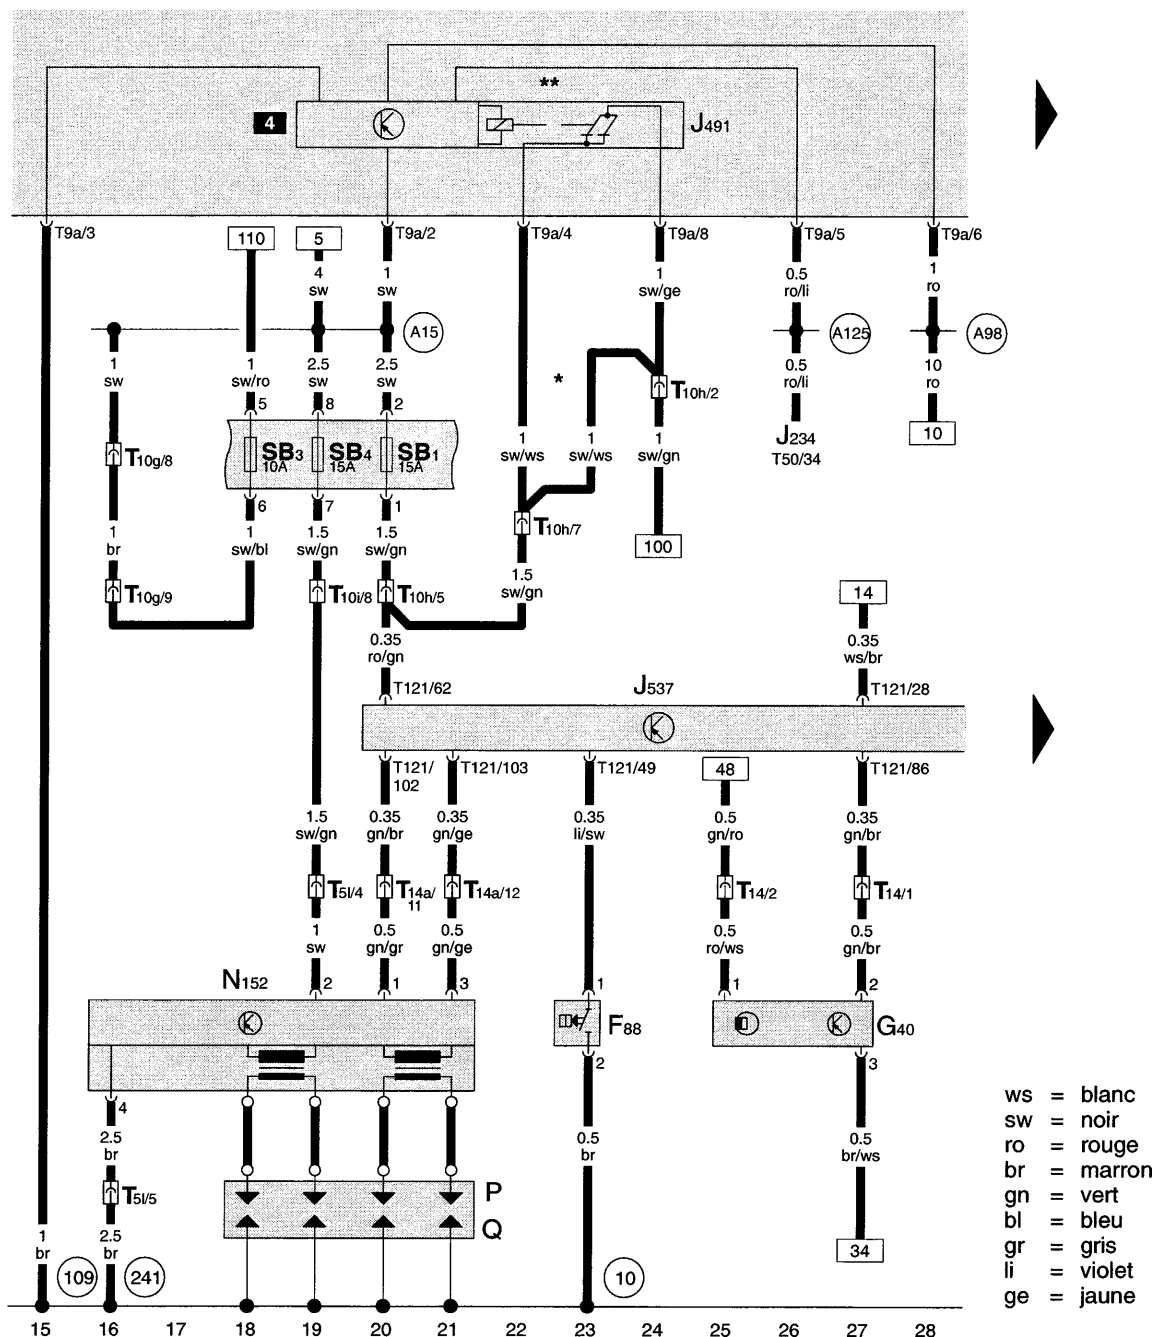 **
4
J491
T9a/3
T9a/2
T9a/4
T9a/8
T9a/5
T9a/6
110
5
4
sw
1
sw
1
sw/ge
0.5
ro/li
1
ro
A15
A125
A98
1
sw
1
sw/ro
2.5
sw
2.5
sw
*
T10h/2
0.5
ro/li
10
ro
5
8
2
J234
T50/34
10
T10g/8
SB3
10A
SB4
15A
SB1
15A
1
sw/ws
1
sw/ws
1
sw/gn
6
7
1
T10h/7
100
1
br
1
sw/bl
1.5
sw/gn
1.5
sw/gn
1.5
sw/gn
T10g/9
T10i/8
T10h/5
14
0.35
ro/gn
0.35
ws/br
T121/62
J537
T121/28
T121/
102
T121/103
T121/49
48
T121/86
1.5
sw/gn
0.35
gn/br
0.35
gn/ge
0.35
li/sw
0.5
gn/ro
0.35
gn/br
T5l/4
T14a/
11
T14a/12
T14/2
T14/1
1
sw
0.5
gn/gr
0.5
gn/ge
0.5
ro/ws
0.5
gn/br
N152
2
1
3
1
1
2
F88
G40
2
3
4
2.5
br
0.5
br
0.5
br/ws
T5l/5
P
Q
1
br
2.5
br
34
109
241
10
15 16 17 18 19 20 21 22 23 24 25 26 27 28
ws = blanc
sw = noir
ro = rouge
br = marron
gn = vert
bl = bleu
gr = gris
li = violet
ge = jaune